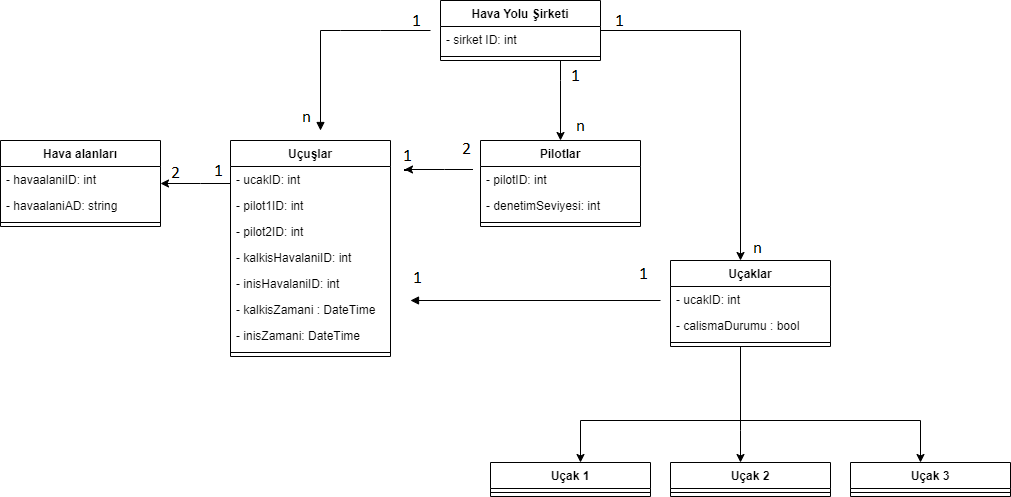 Hava Yolu Şirketi
- sirket ID: int
1
1
1
n
n
n
Hava alanları
- havaalaniID: int
- havaalaniAD: string
2
1
Uçuşlar
- ucakID: int
- pilot1ID: int
- pilot2ID: int
- kalkisHavalaniID: int
- inisHavalaniID: int
- kalkisZamani : DateTime
- inisZamani: DateTime
1
2
Pilotlar
- pilotID: int
- denetimSeviyesi: int
1
1
Uçaklar
- ucakID: int
- calismaDurumu : bool
Uçak 1
Uçak 2
Uçak 3